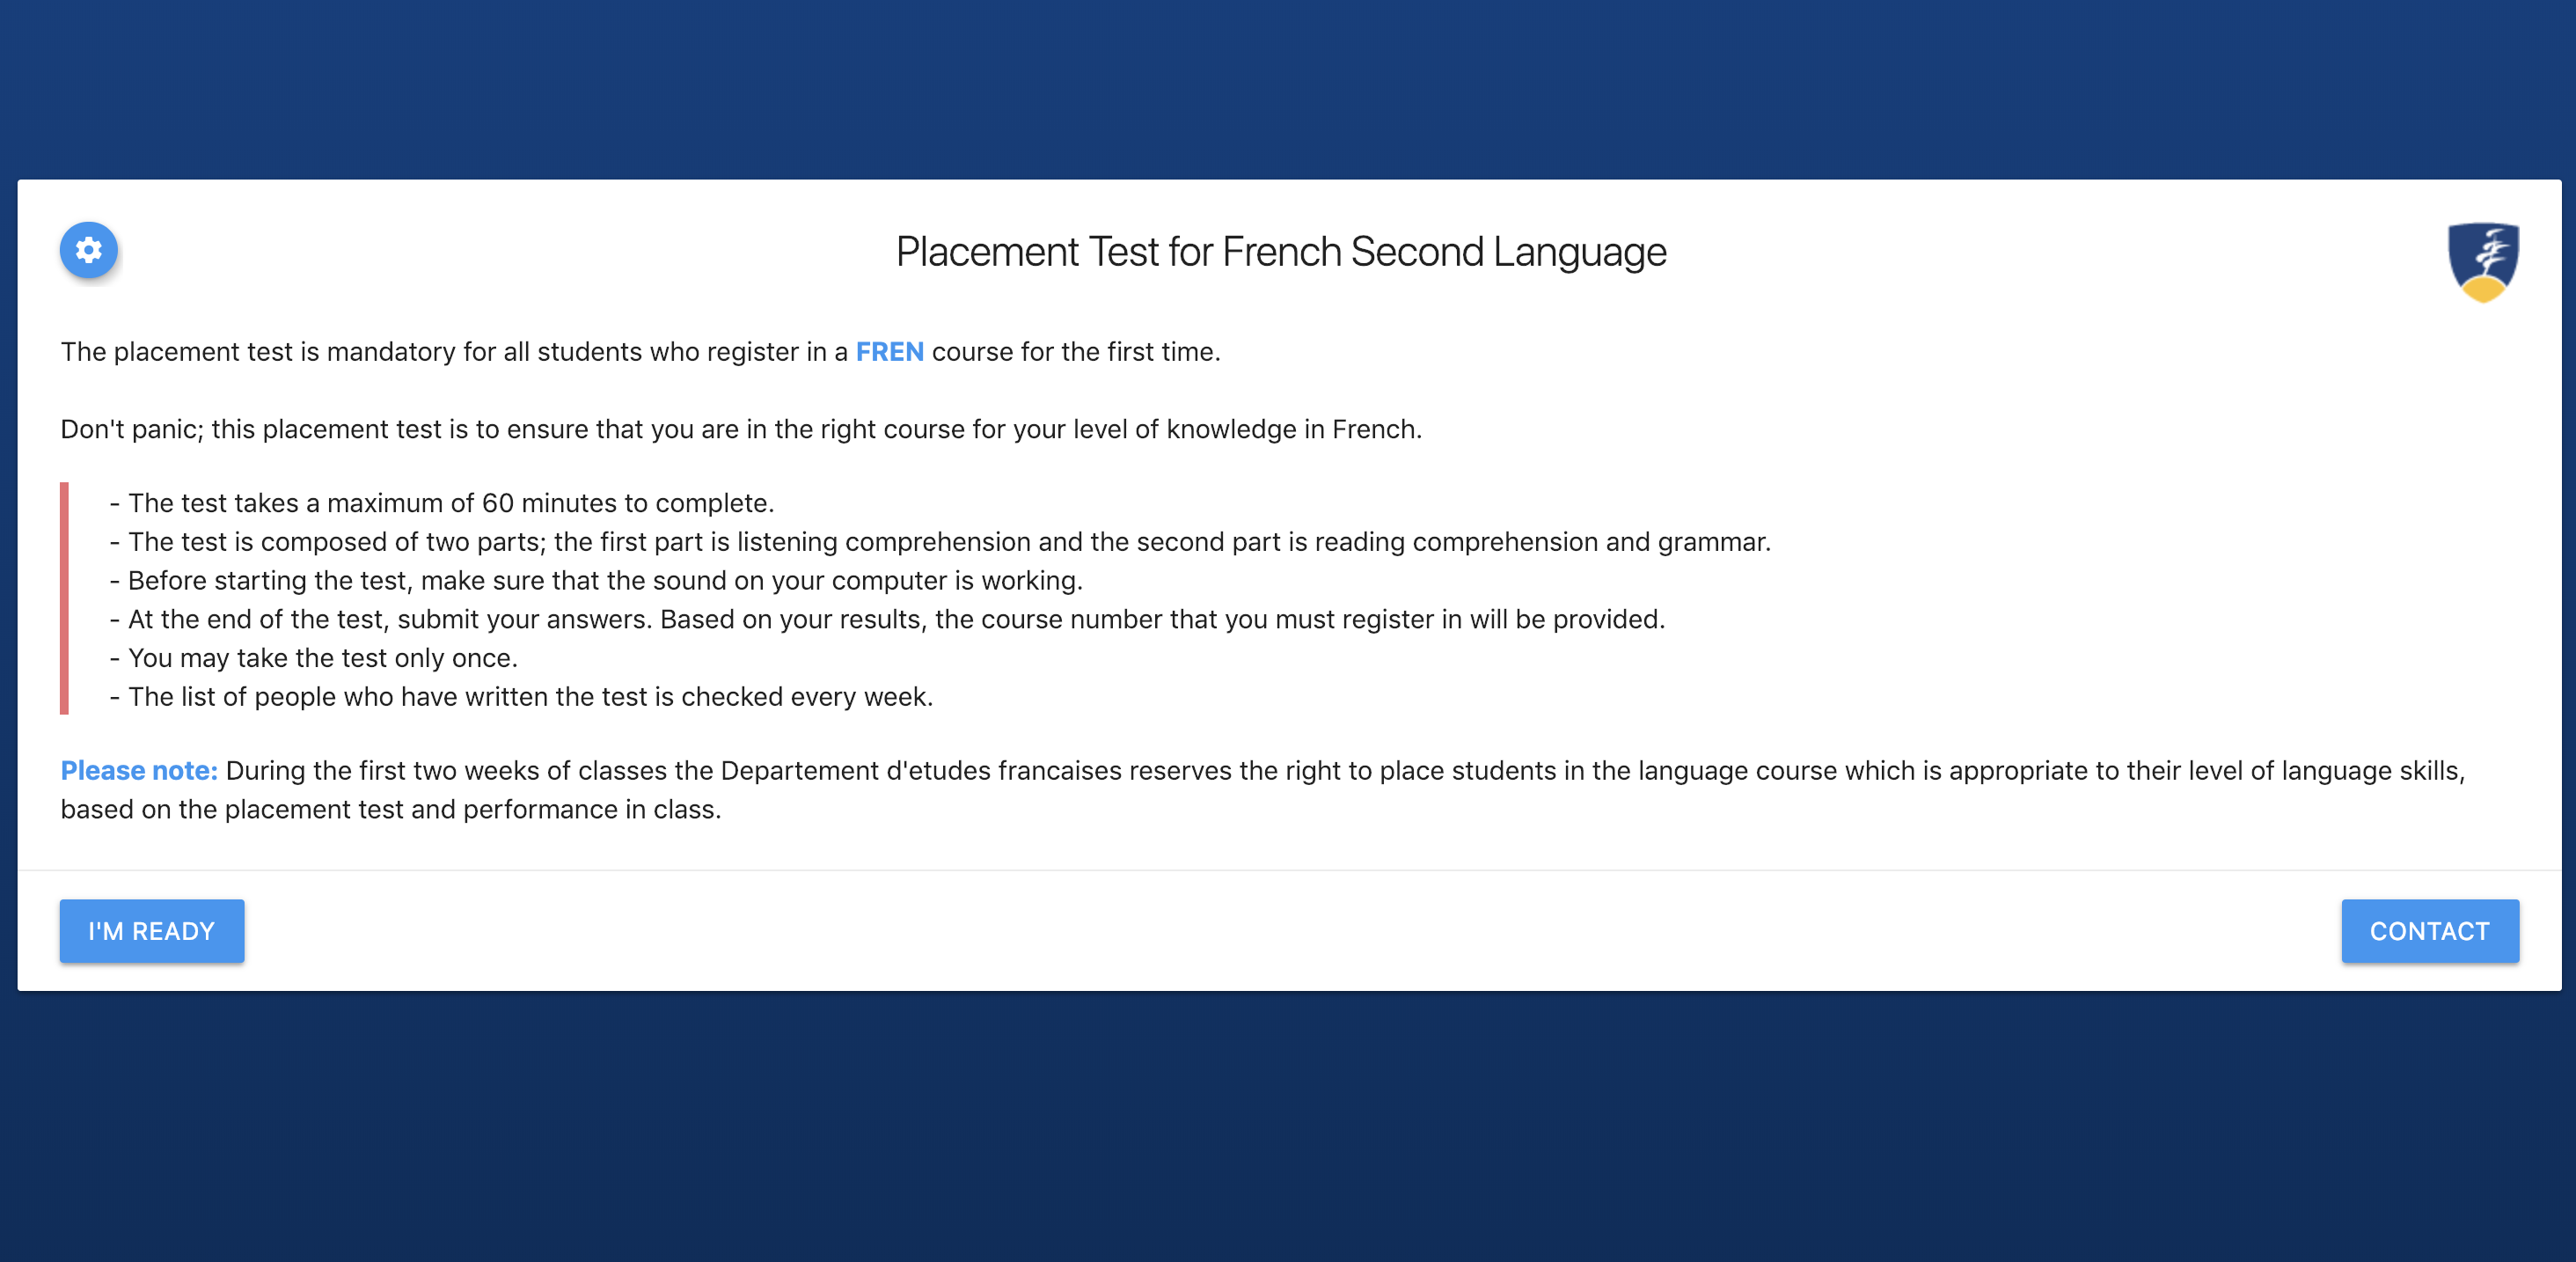 Placement Test for French Second Language
The placement test is mandatory for all students who register in a FREN course for the first time.
Don't panic; this placement test is to ensure that you are in the right course for your level of knowledge in French.
- The test takes a maximum of 60 minutes to complete.
- The test is composed of two parts; the first part is listening comprehension and the second part is reading comprehension and grammar.
- Before starting the test, make sure that the sound on your computer is working.
- At the end of the test, submit your answers. Based on your results, the course number that you must register in will be provided.
- You may take the test only once.
- The list of people who have written the test is checked every week.
Please note: During the first two weeks of classes the Departement d'etudes francaises reserves the right to place students in the language course which is appropriate to their level of language skills,
based on the placement test and performance in class.
I'M READY
CONTACT